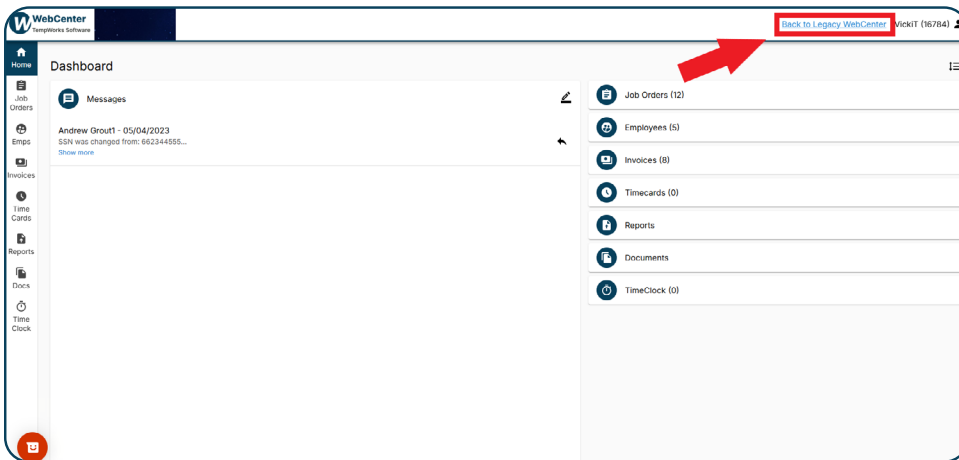 WebCenter
TempWorks Software
Back to Legacy WebCenter
VickiT (16784)
Home
Job
Orders
Emps
Invoices
Time
Cards
Reports
Docs
Time
Clock
Dashboard
Messages
Andrew Grout1 - 05/04/2023
SSN was changed from: 662344555...
Show more
Job Orders (12)
Employees (5)
Invoices (8)
Timecards (0)
Reports
Documents
TimeClock (0)